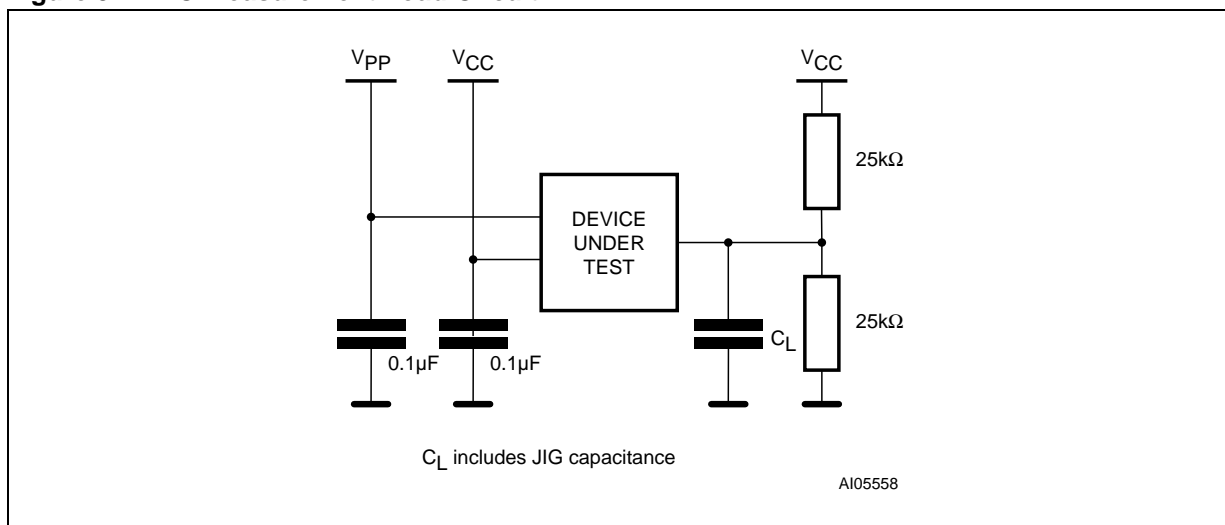 VPP
VCC
VCC
25kΩ
DEVICE
UNDER
TEST
25kΩ
CL
0.1µF
0.1µF
CL includes JIG capacitance
AI05558